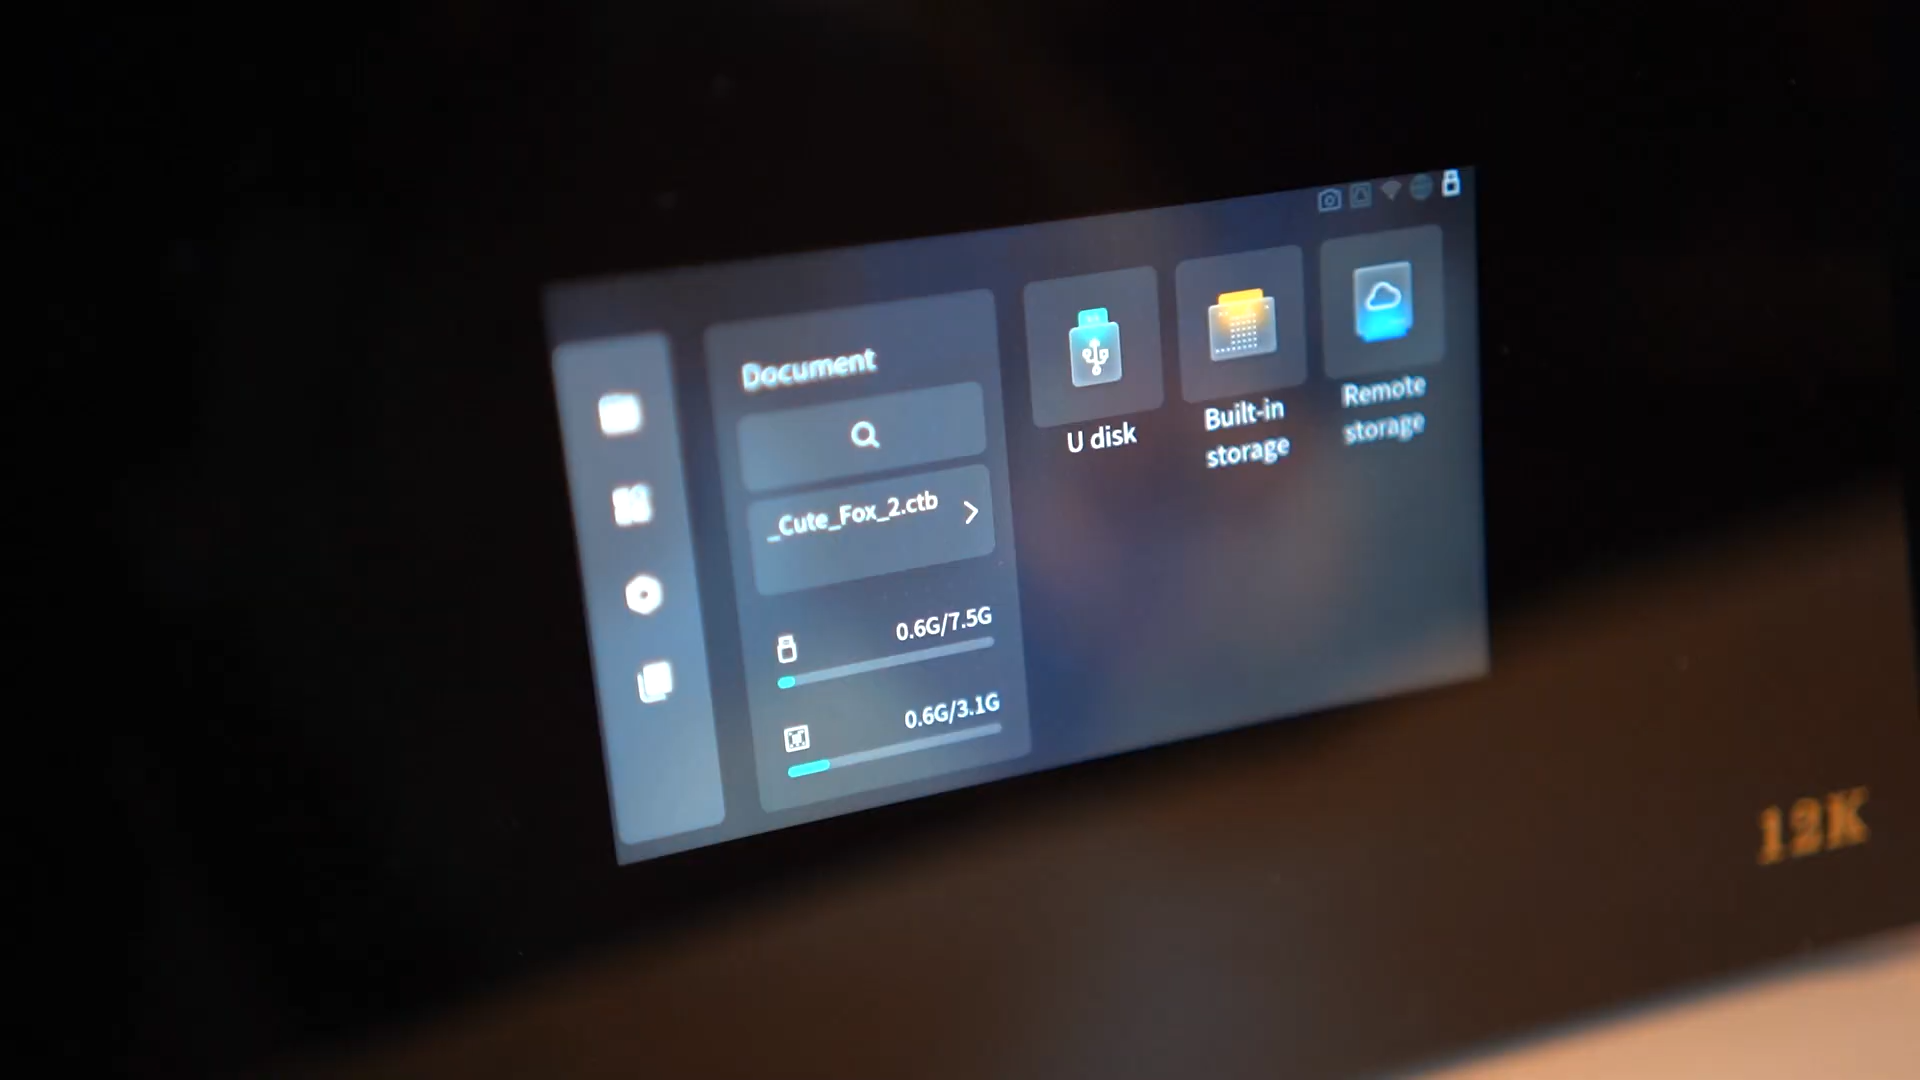 Document
_Cute_Fox_2.ctb
0.6G/7.5G
0.6G/3.1G
U disk
Built-in
storage
Remote
storage
12K